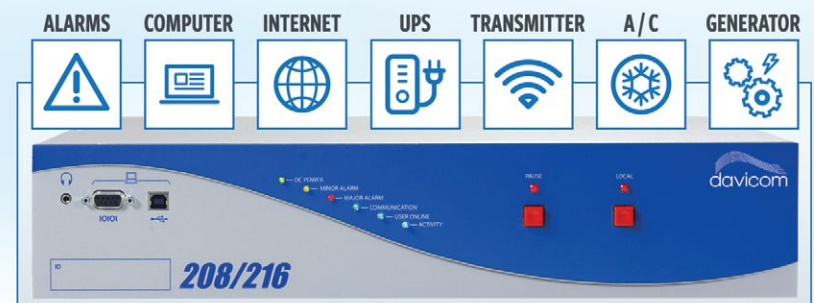 ALARMS
COMPUTER
INTERNET
UPS
TRANSMITTER
A/C
GENERATOR
DC POWER
MINOR ALARM
MAJOR ALARM
COMMUNICATION
USER ONLINE
ACTIVITY
PAUSE
LOCAL
davicom
IOIOI
ID
208/216